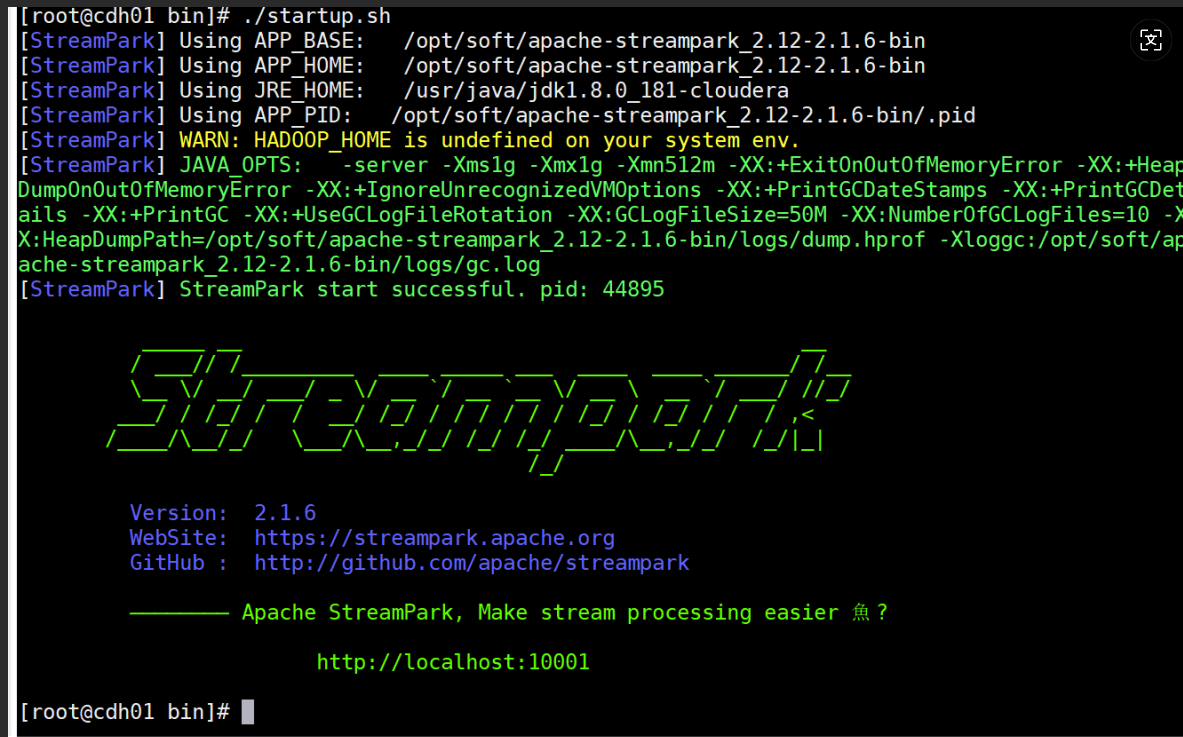 [root@cdh01 bin]# ./startup.sh
[StreamPark] Using APP_BASE:   /opt/soft/apache-streampark_2.12-2.1.6-bin
[StreamPark] Using APP_HOME:   /opt/soft/apache-streampark_2.12-2.1.6-bin
[StreamPark] Using JRE_HOME:   /usr/java/jdk1.8.0_181-cloudera
[StreamPark] Using APP_PID:   /opt/soft/apache-streampark_2.12-2.1.6-bin/.pid
[StreamPark] WARN: HADOOP_HOME is undefined on your system env.
[StreamPark] JAVA_OPTS:   -server -Xms1g -Xmx1g -Xmn512m -XX:+ExitOnOutOfMemoryError -XX:+Heap
DumpOnOutOfMemoryError -XX:+IgnoreUnrecognizedVMOptions -XX:+PrintGCDateStamps -XX:+PrintGCDet
ails -XX:+PrintGC -XX:+UseGCLogFileRotation -XX:GCLogFileSize=50M -XX:NumberOfGCLogFiles=10 -X
X:HeapDumpPath=/opt/soft/apache-streampark_2.12-2.1.6-bin/logs/dump.hprof -Xloggc:/opt/soft/ap
ache-streampark_2.12-2.1.6-bin/logs/gc.log
[StreamPark] StreamPark start successful. pid: 44895
Streampark
Version:  2.1.6
WebSite:  https://streampark.apache.org
GitHub :  http://github.com/apache/streampark
──────── Apache StreamPark, Make stream processing easier 魚?
http://localhost:10001
[root@cdh01 bin]#